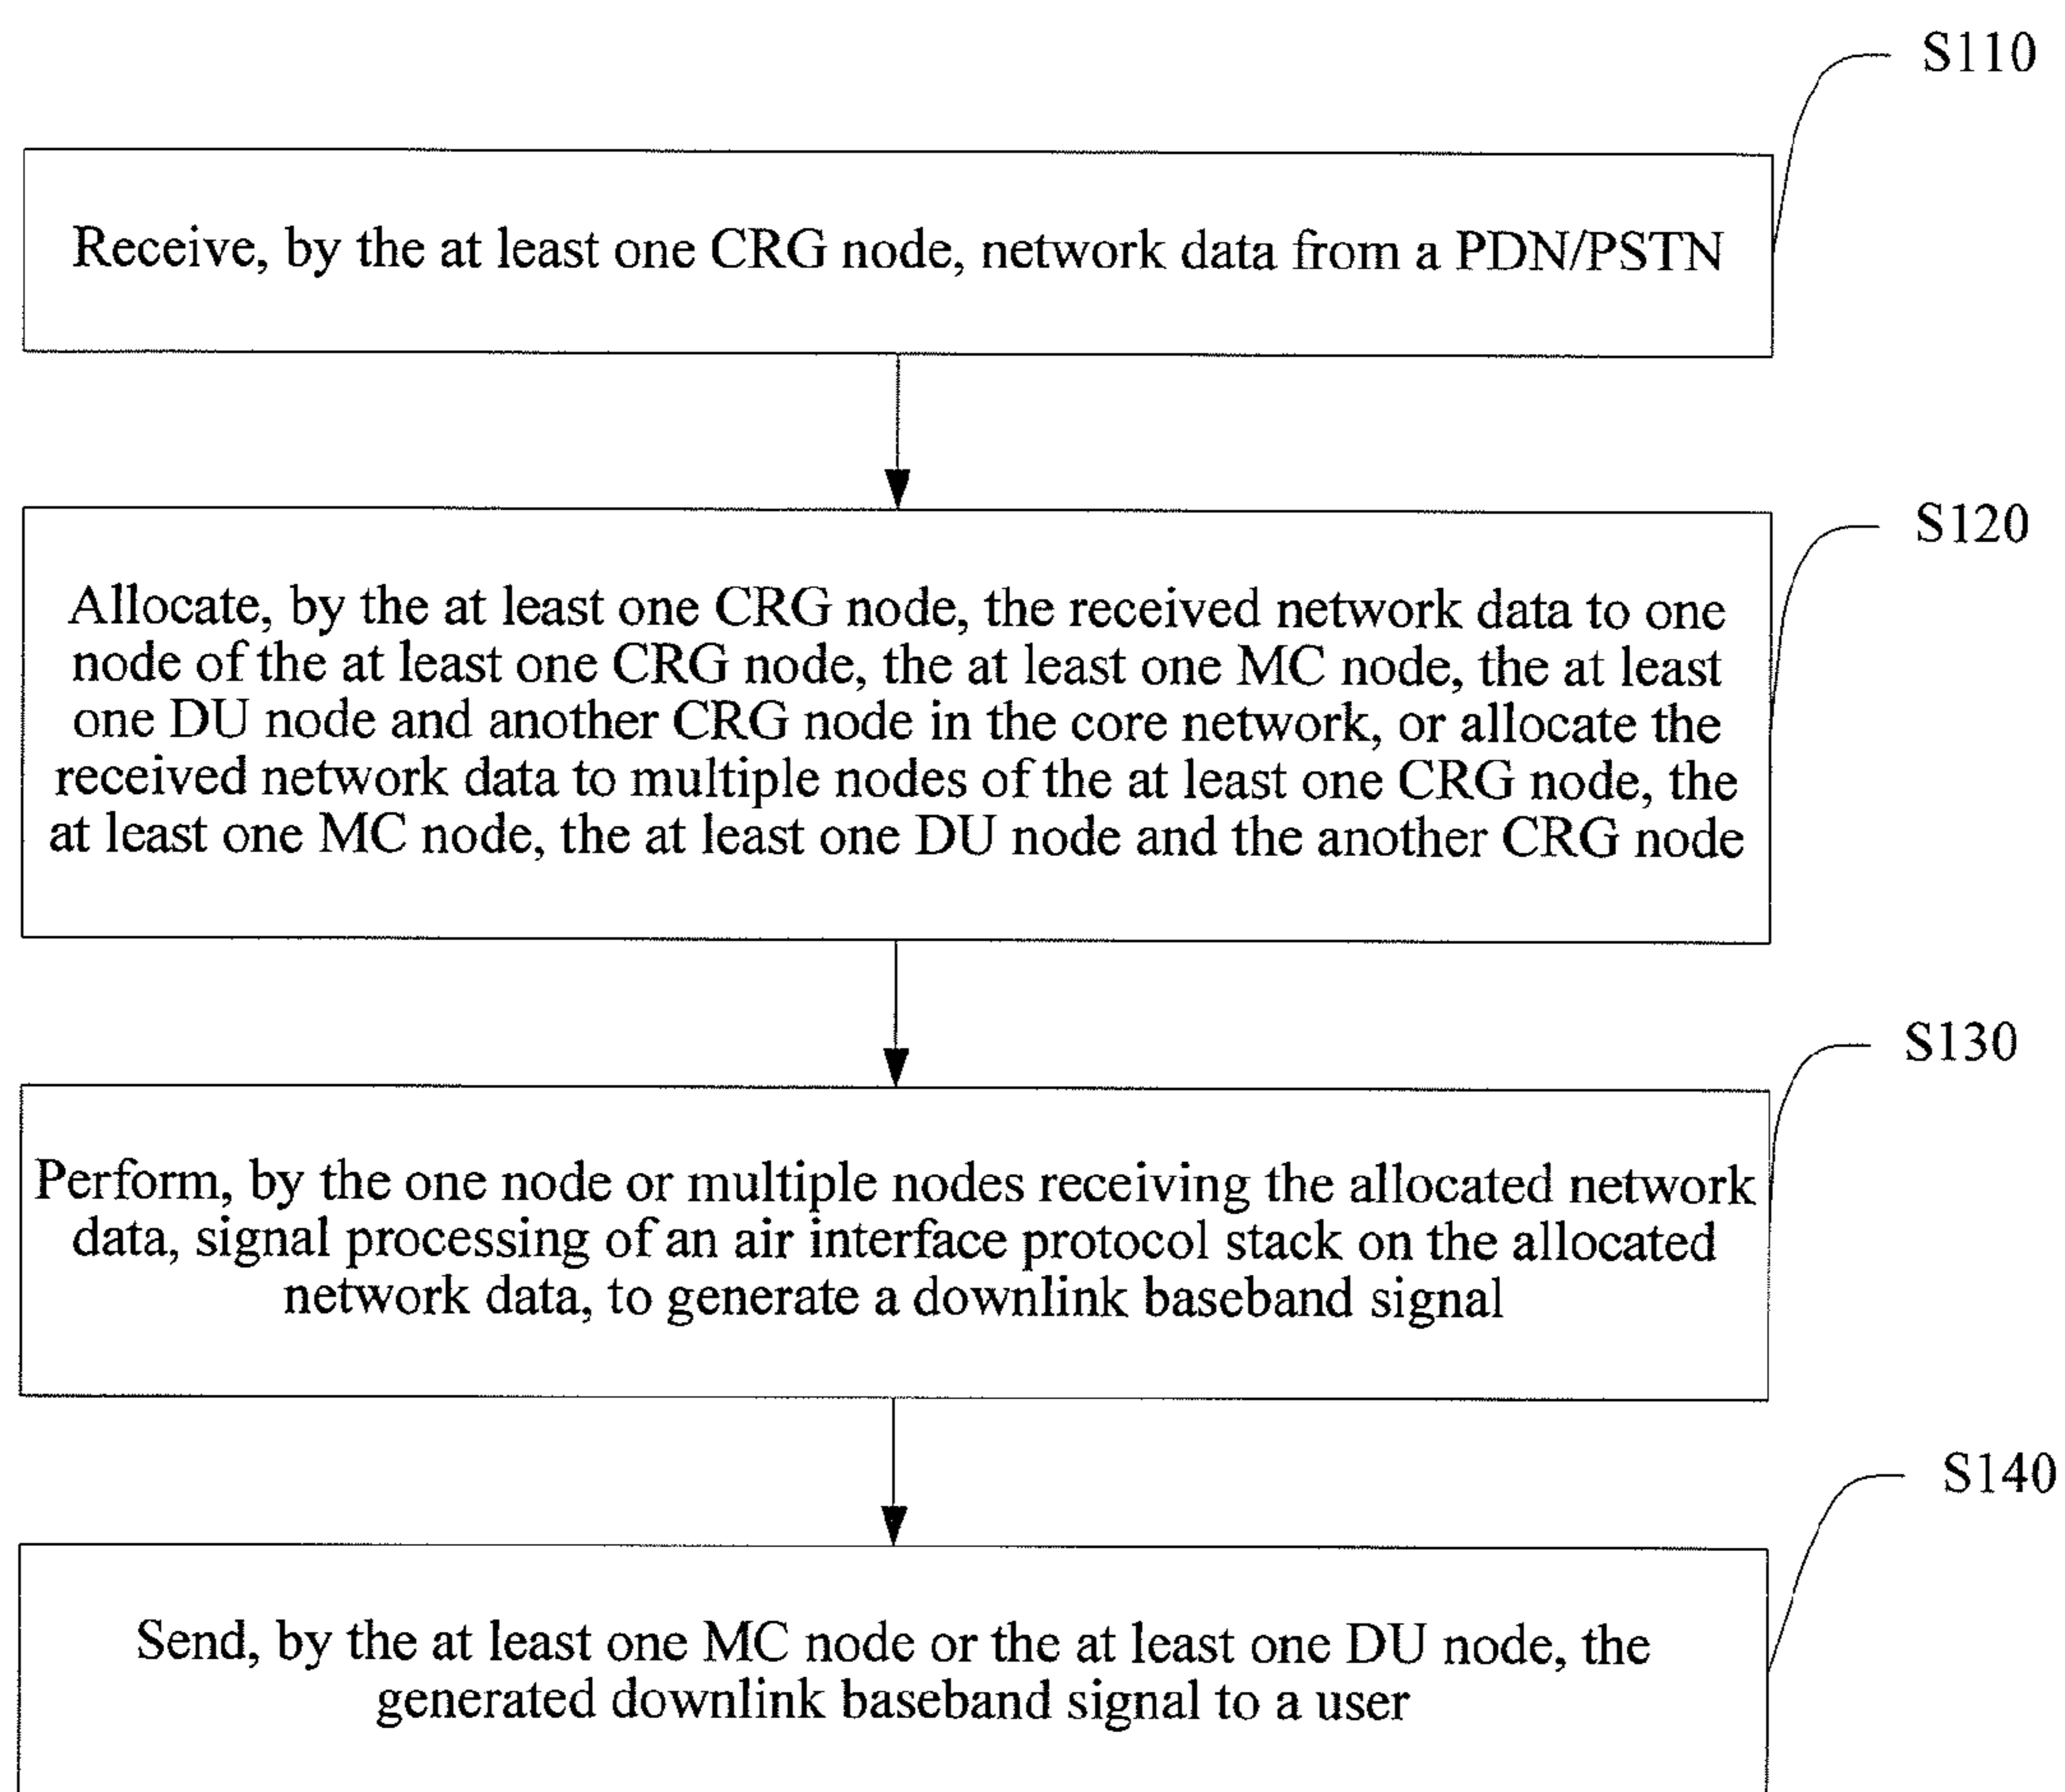 S110
Receive, by the at least one CRG node, network data from a PDN/PSTN
S120
Allocate, by the at least one CRG node, the received network data to one
node of the at least one CRG node, the at least one MC node, the at least
one DU node and another CRG node in the core network, or allocate the
received network data to multiple nodes of the at least one CRG node, the
at least one MC node, the at least one DU node and the another CRG node
S130
Perform, by the one node or multiple nodes receiving the allocated network
data, signal processing of an air interface protocol stack on the allocated
network data, to generate a downlink baseband signal
S140
Send, by the at least one MC node or the at least one DU node, the
generated downlink baseband signal to a user